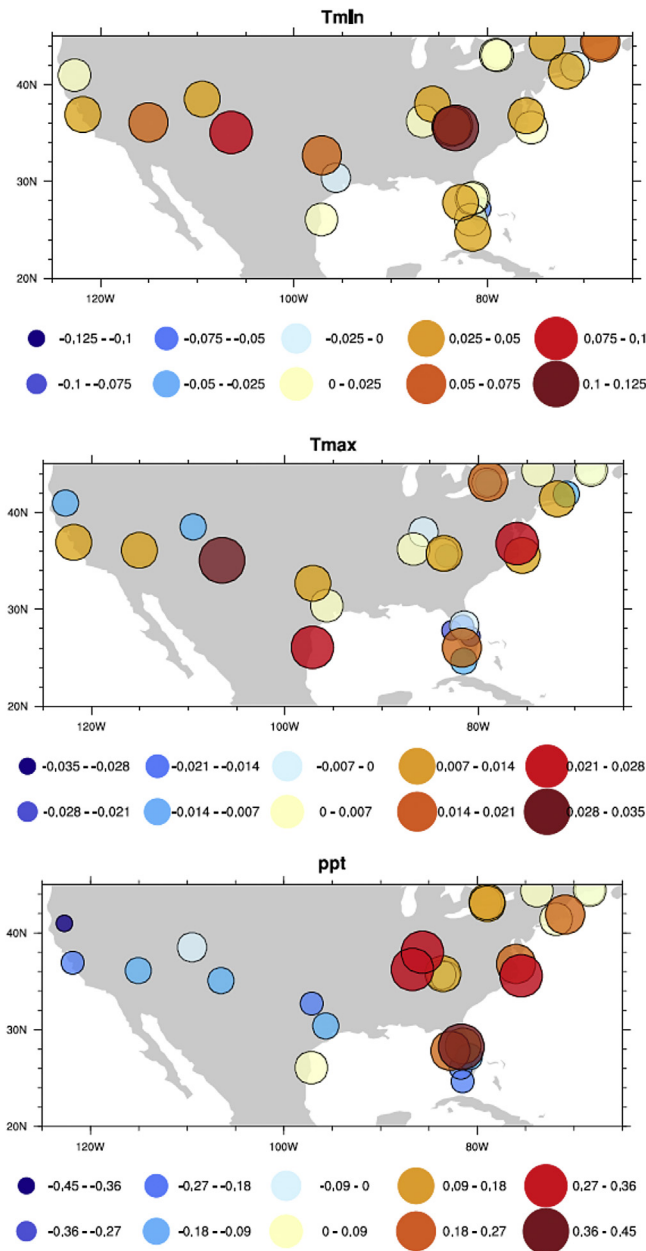 TmIn
40N
30N
20N
120W 100W 80W
-0,125 --0,1 -0,075 --0,05 -0,025 - 0 0,025 - 0,05 0,075 - 0,1
-0,1 --0,075 -0,05 --0,025 0 - 0,025 0,05 - 0,075 0,1 - 0,125
Tmax
40N
30N
20N
120W 100W 80W
-0,035 --0,028 -0,021 --0,014 -0,007 - 0 0,007 - 0,014 0,021 - 0,028
-0,028 --0,021 -0,014 --0,007 0 - 0,007 0,014 - 0,021 0,028 - 0,035
ppt
40N
30N
20N
120W 100W 80W
-0,45 --0,36 -0,27 --0,18 -0,09 - 0 0,09 - 0,18 0,27 - 0,36
-0,36 --0,27 -0,18 --0,09 0 - 0,09 0,18 - 0,27 0,36 - 0,45